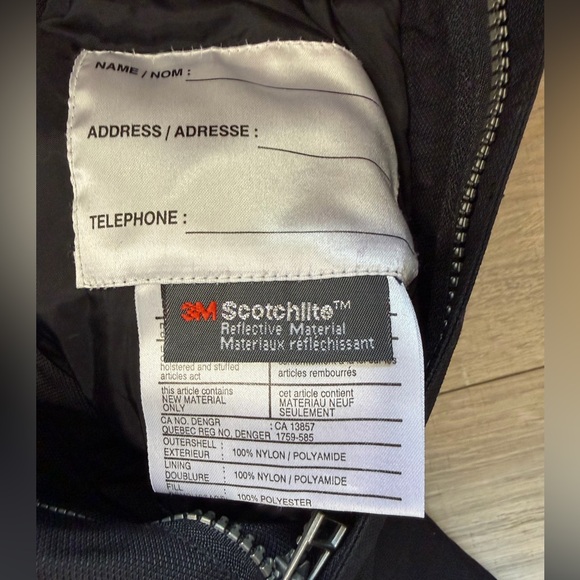 NAME / NOM :
ADDRESS / ADRESSE :
TELEPHONE :
3M Scotchlite™
Reflective Material
Materiaux réfléchissant
holstered and stuffed
articles act
articles rembourrés
this article contains
NEW MATERIAL
ONLY
cet article contient
MATERIAU NEUF
SEULEMENT
CA NO. DENGR : CA 13857
QUEBEC REG NO. DENGER 1759-585
OUTERSHELL :
EXTERIEUR 100% NYLON / POLYAMIDE
LINING
DOUBLURE 100% NYLON / POLYAMIDE
FILL
100% POLYESTER